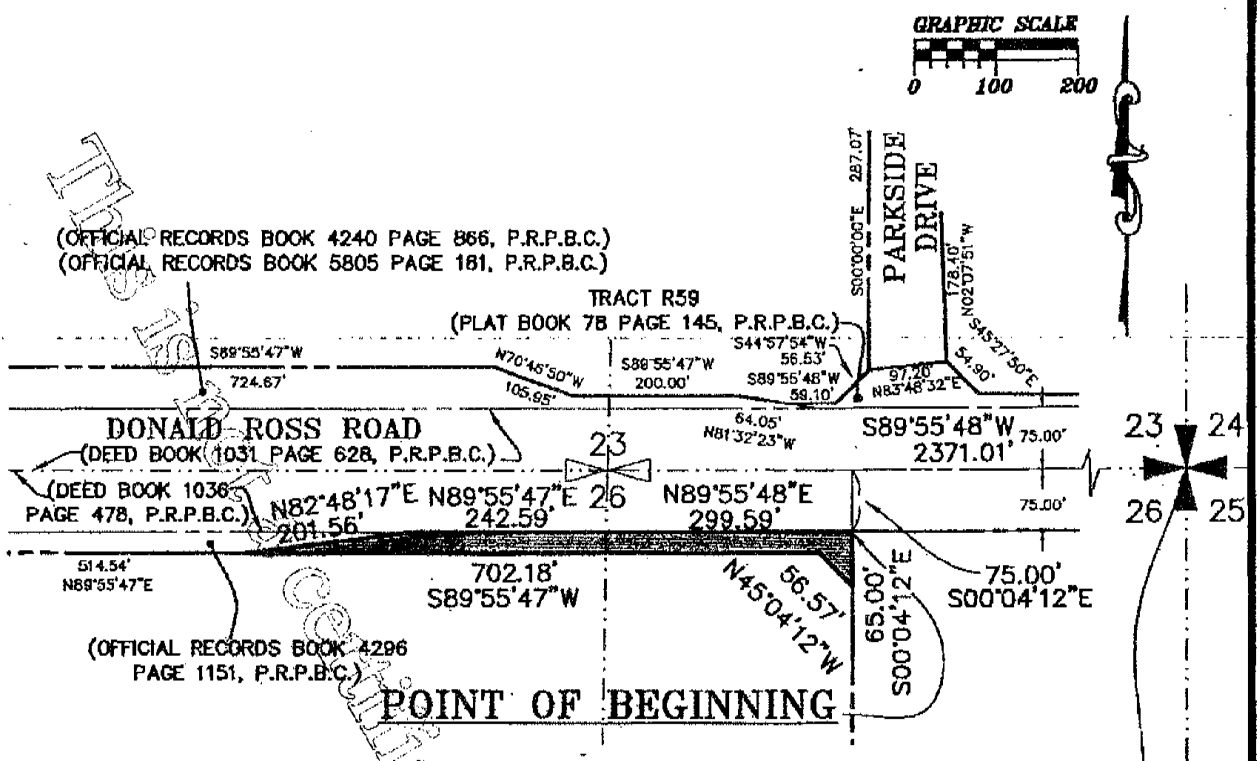 GRAPHIC SCALE
0 100 200
PARKSIDE
DRIVE
S00°00'00"E 287.07'
178.40'
N02°07'51"W
(OFFICIAL RECORDS BOOK 4240 PAGE 866, P.R.P.B.C.)
(OFFICIAL RECORDS BOOK 5805 PAGE 181, P.R.P.B.C.)
TRACT R59
(PLAT BOOK 78 PAGE 145, P.R.P.B.C.)
S89°55'47"W
724.67'
N70°45'50"W
105.95'
S88°55'47"W
200.00'
S44°57'54"W
56.53'
S89°55'48"W
59.10'
97.20'
N83°48'32"E
S45°27'50"E
54.90'
64.05'
N81°32'23"W
DONALD ROSS ROAD
(DEED BOOK 1031 PAGE 628, P.R.P.B.C.)
S89°55'48"W
2371.01'
75.00'
23 24
26 25
23
26
(DEED BOOK 1036
PAGE 478, P.R.P.B.C.)
N82°48'17"E
201.56'
N89°55'47"E
242.59'
N89°55'48"E
299.59'
75.00'
514.54'
N89°55'47"E
702.18'
S89°55'47"W
56.57'
N45°04'12"W
65.00'
S00°04'12"E
75.00'
S00°04'12"E
(OFFICIAL RECORDS BOOK 4296
PAGE 1151, P.R.P.B.C.)
POINT OF BEGINNING
This is not a certifi